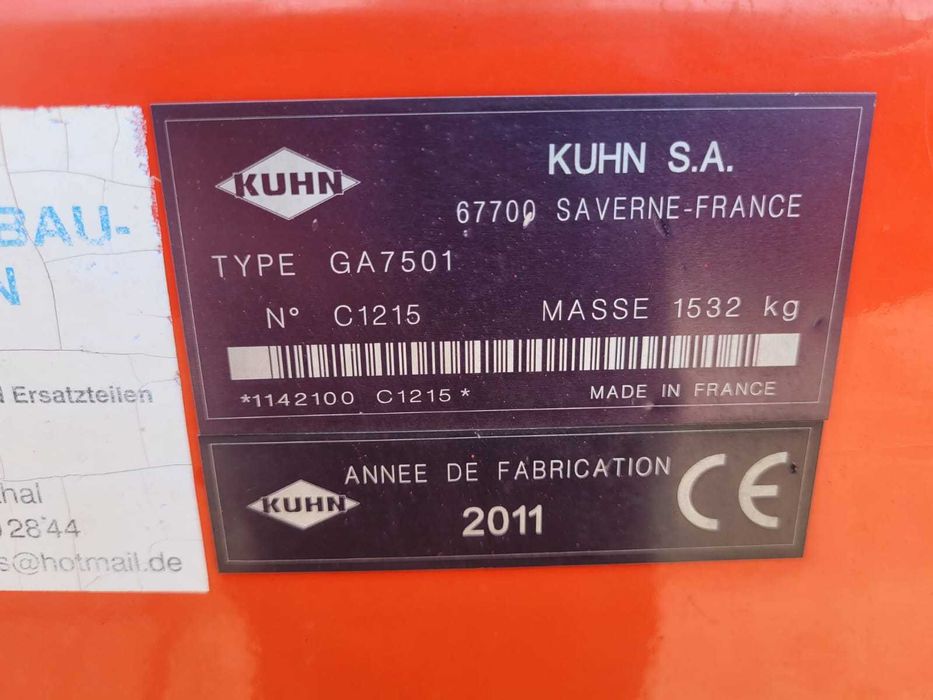 KUHN
KUHN S.A.
67700 SAVERNE-FRANCE
TYPE GA7501
N° C1215 MASSE 1532 kg
*1142100 C1215*
MADE IN FRANCE
KUHN
ANNEE DE FABRICATION
2011
CE
BAU-
N
Ersatzteilen
thal
2844
s@hotmail.de